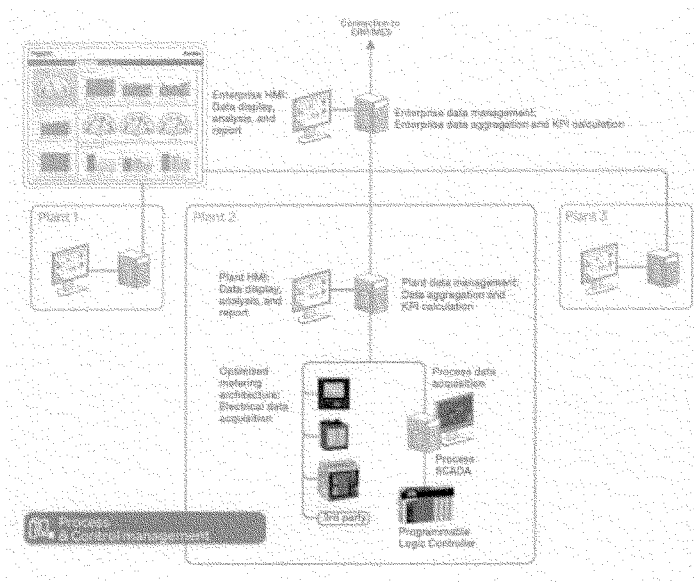 Connection to
ERP/MES
Enterprise HMI:
Data display,
analysis, and
report
Enterprise data management:
Enterprise data aggregation and KPI calculation
Plant 1
Plant 2
Plant 3
Plant HMI:
Data display,
analysis, and
report
Plant data management:
Data aggregation and
KPI calculation
Optimised
metering
architecture:
Electrical data
acquisition
Process data
acquisition
Process
SCADA
3rd party
Programmable
Logic Controller
Process
& Control management